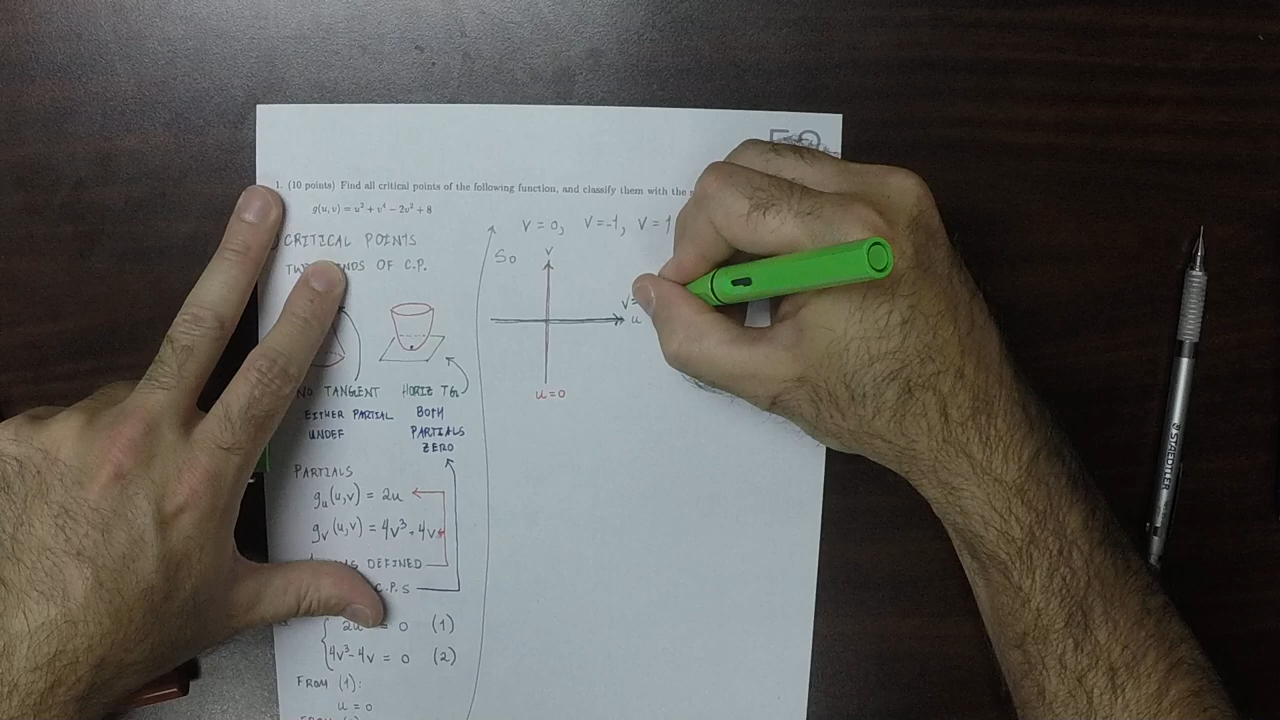 1. (10 points) Find all critical points of the following function, and classify them with the
g(u,v) = u² + v⁴ − 2v² + 8
CRITICAL POINTS
OF C.P.
NO TANGENT
EITHER PARTIAL
UNDEF
HORIZ TG
BOTH
PARTIALS
ZERO
PARTIALS
gᵤ(u,v) = 2u
gᵥ(u,v) = 4v³ - 4v
DEFINED
C.P.S
2u = 0 (1)
4v³-4v = 0 (2)
FROM (1):
u = 0
V = 0, V=-1, V = 1
So
V
V=
u
u=0
STAEDTLER